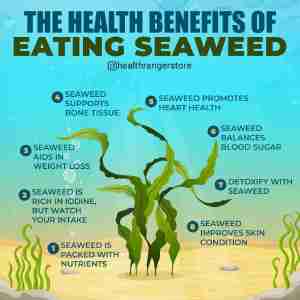 THE HEALTH BENEFITS OF
EATING SEAWEED
@healthrangerstore
4 SEAWEED
SUPPORTS
BONE TISSUE
5 SEAWEED PROMOTES
HEART HEALTH
3 SEAWEED
AIDS IN
WEIGHT LOSS
6 SEAWEED
BALANCES
BLOOD SUGAR
2 SEAWEED IS
RICH IN IODINE,
BUT WATCH
YOUR INTAKE
7 DETOXIFY WITH
SEAWEED
1 SEAWEED IS
PACKED WITH
NUTRIENTS
8 SEAWEED
IMPROVES SKIN
CONDITION